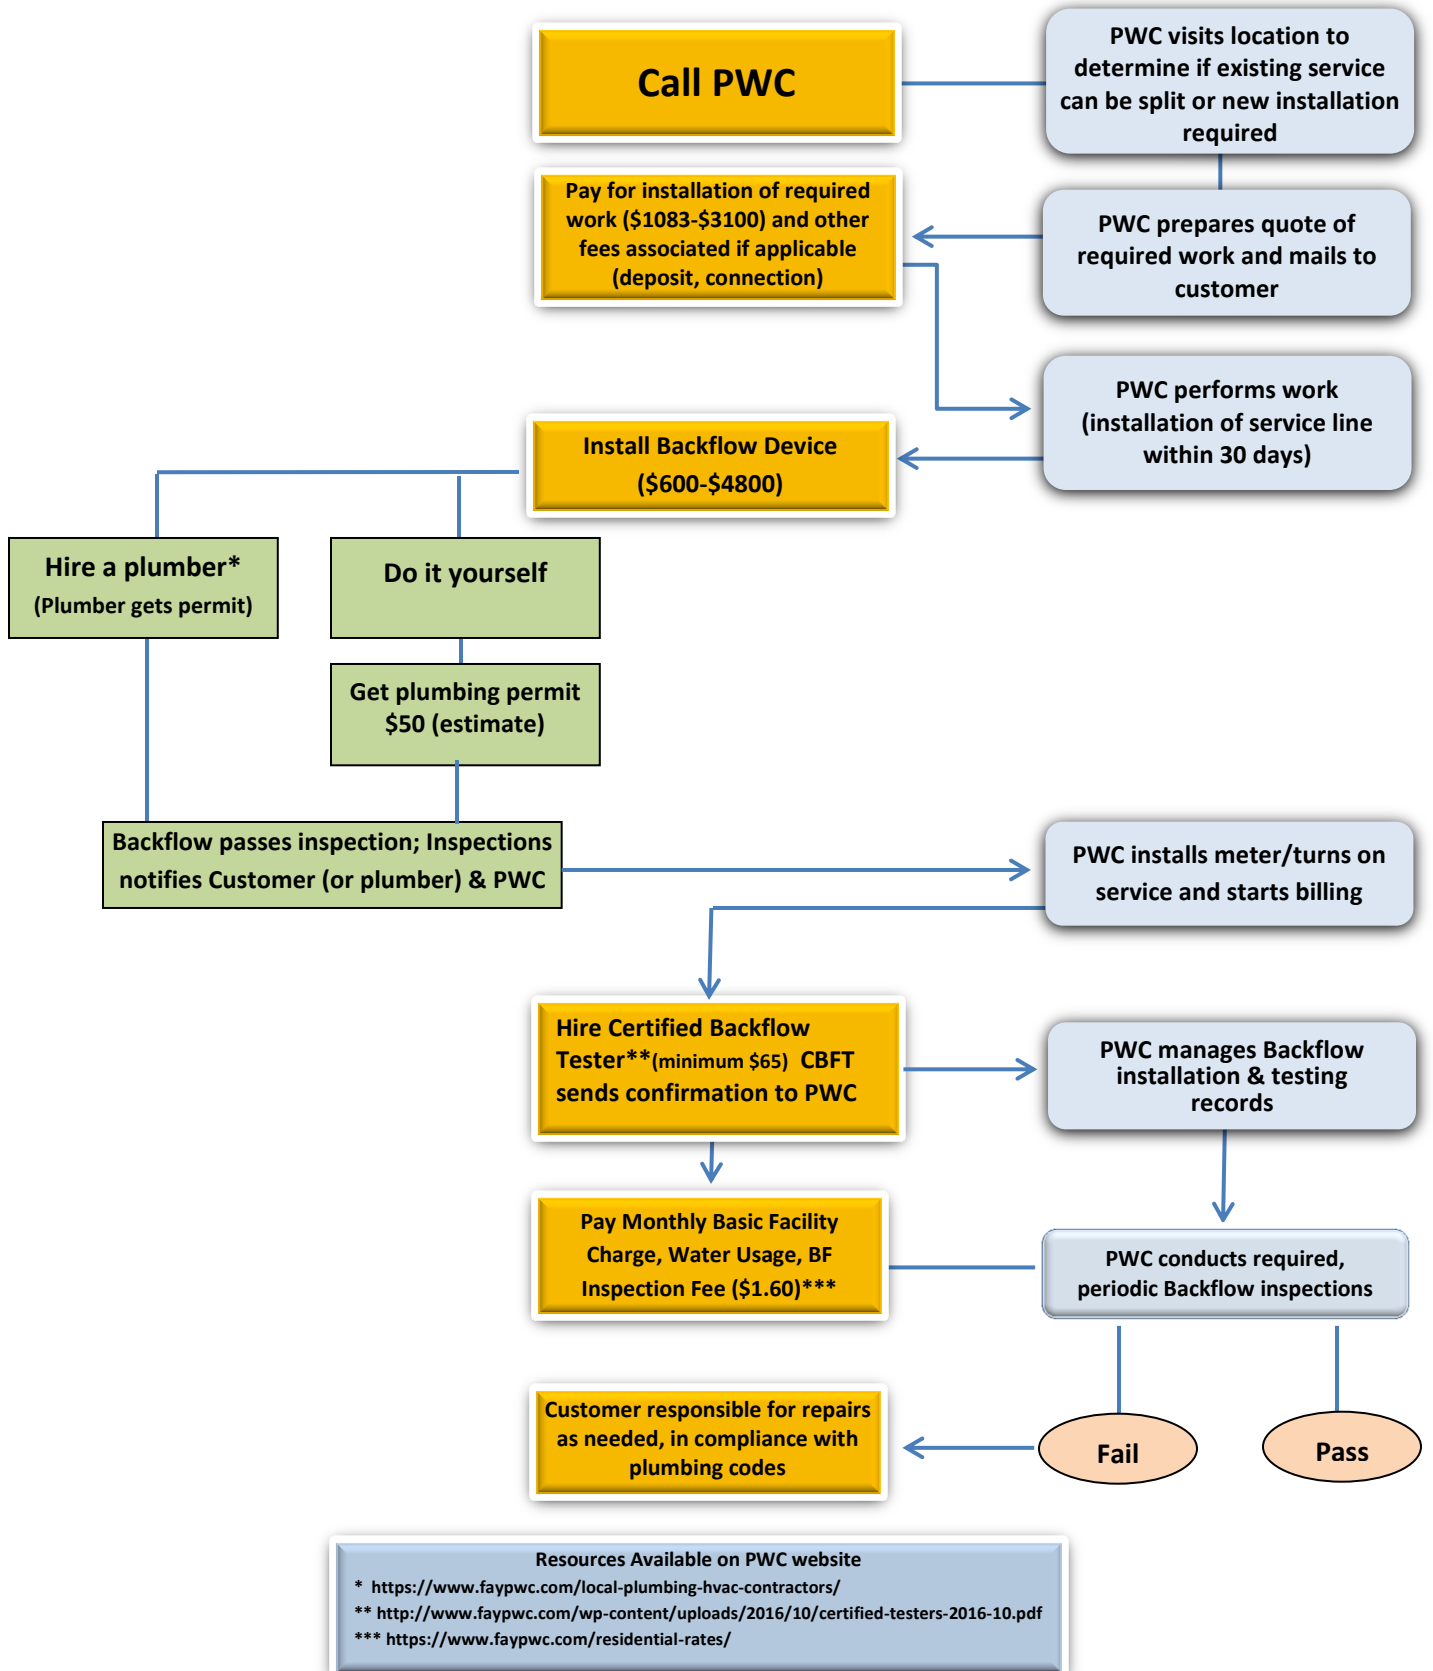 Call PWC
PWC visits location to
determine if existing service
can be split or new installation
required
Pay for installation of required
work ($1083-$3100) and other
fees associated if applicable
(deposit, connection)
PWC prepares quote of
required work and mails to
customer
PWC performs work
(installation of service line
within 30 days)
Install Backflow Device
($600-$4800)
Hire a plumber*
(Plumber gets permit)
Do it yourself
Get plumbing permit
$50 (estimate)
Backflow passes inspection; Inspections
notifies Customer (or plumber) & PWC
PWC installs meter/turns on
service and starts billing
Hire Certified Backflow
Tester**(minimum $65) CBFT
sends confirmation to PWC
PWC manages Backflow
installation & testing
records
Pay Monthly Basic Facility
Charge, Water Usage, BF
Inspection Fee ($1.60)***
PWC conducts required,
periodic Backflow inspections
Customer responsible for repairs
as needed, in compliance with
plumbing codes
Fail
Pass
Resources Available on PWC website
* https://www.faypwc.com/local-plumbing-hvac-contractors/
** http://www.faypwc.com/wp-content/uploads/2016/10/certified-testers-2016-10.pdf
*** https://www.faypwc.com/residential-rates/